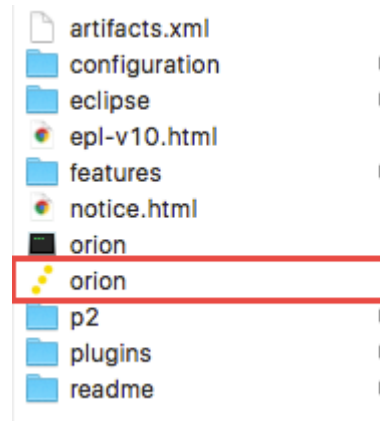 artifacts.xml
configuration
eclipse
epl-v10.html
features
notice.html
orion
orion
p2
plugins
readme